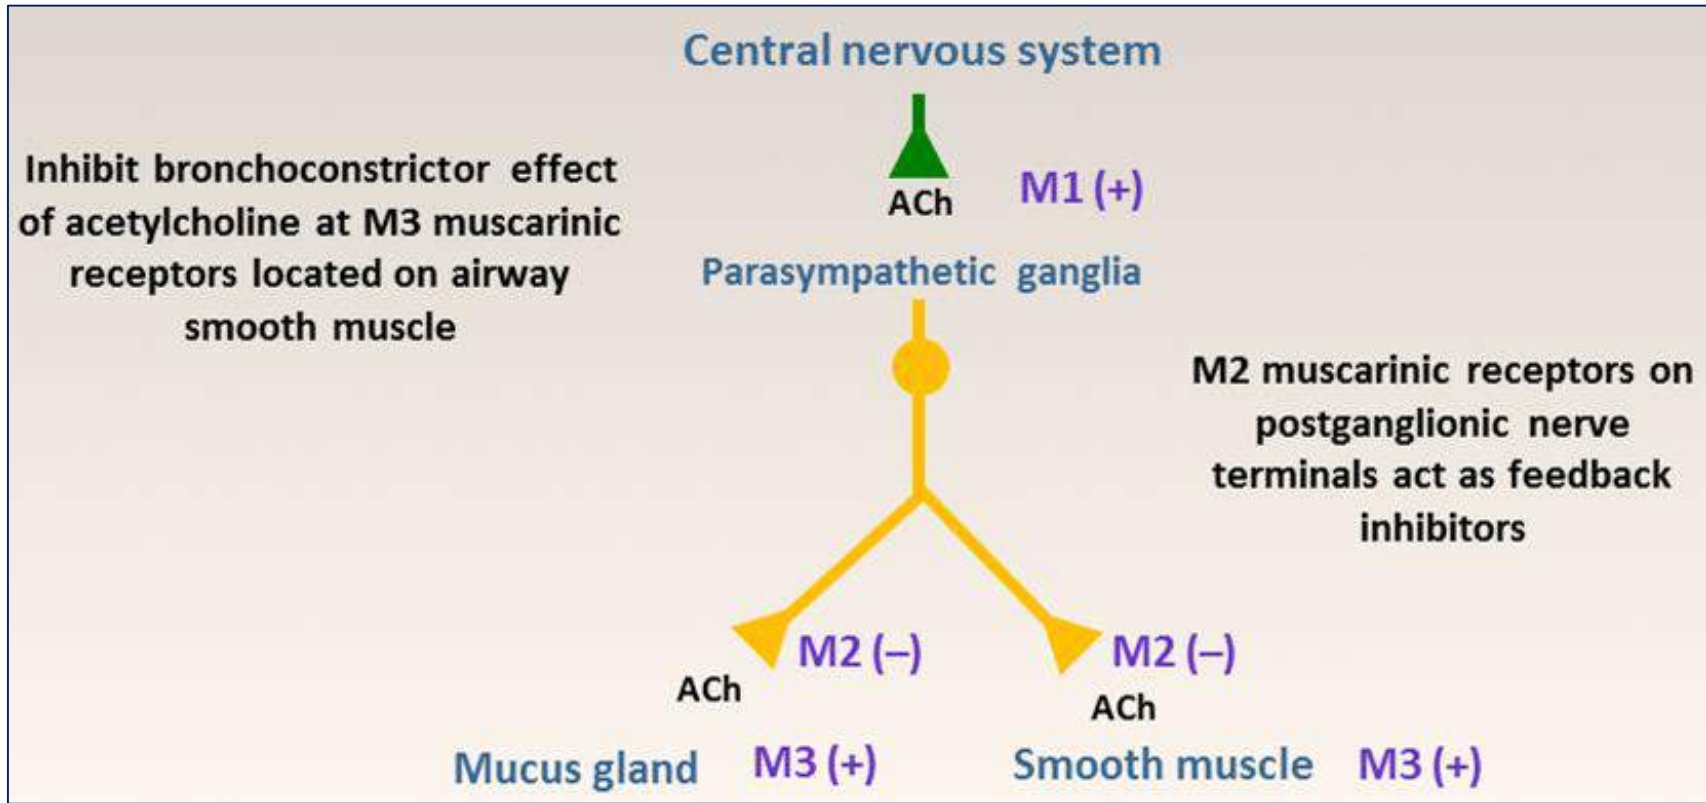 Central nervous system
Inhibit bronchoconstrictor effect
of acetylcholine at M3 muscarinic
receptors located on airway
smooth muscle
ACh
M1 (+)
Parasympathetic ganglia
M2 muscarinic receptors on
postganglionic nerve
terminals act as feedback
inhibitors
M2 (–)
M2 (–)
ACh
ACh
Mucus gland
M3 (+)
Smooth muscle
M3 (+)